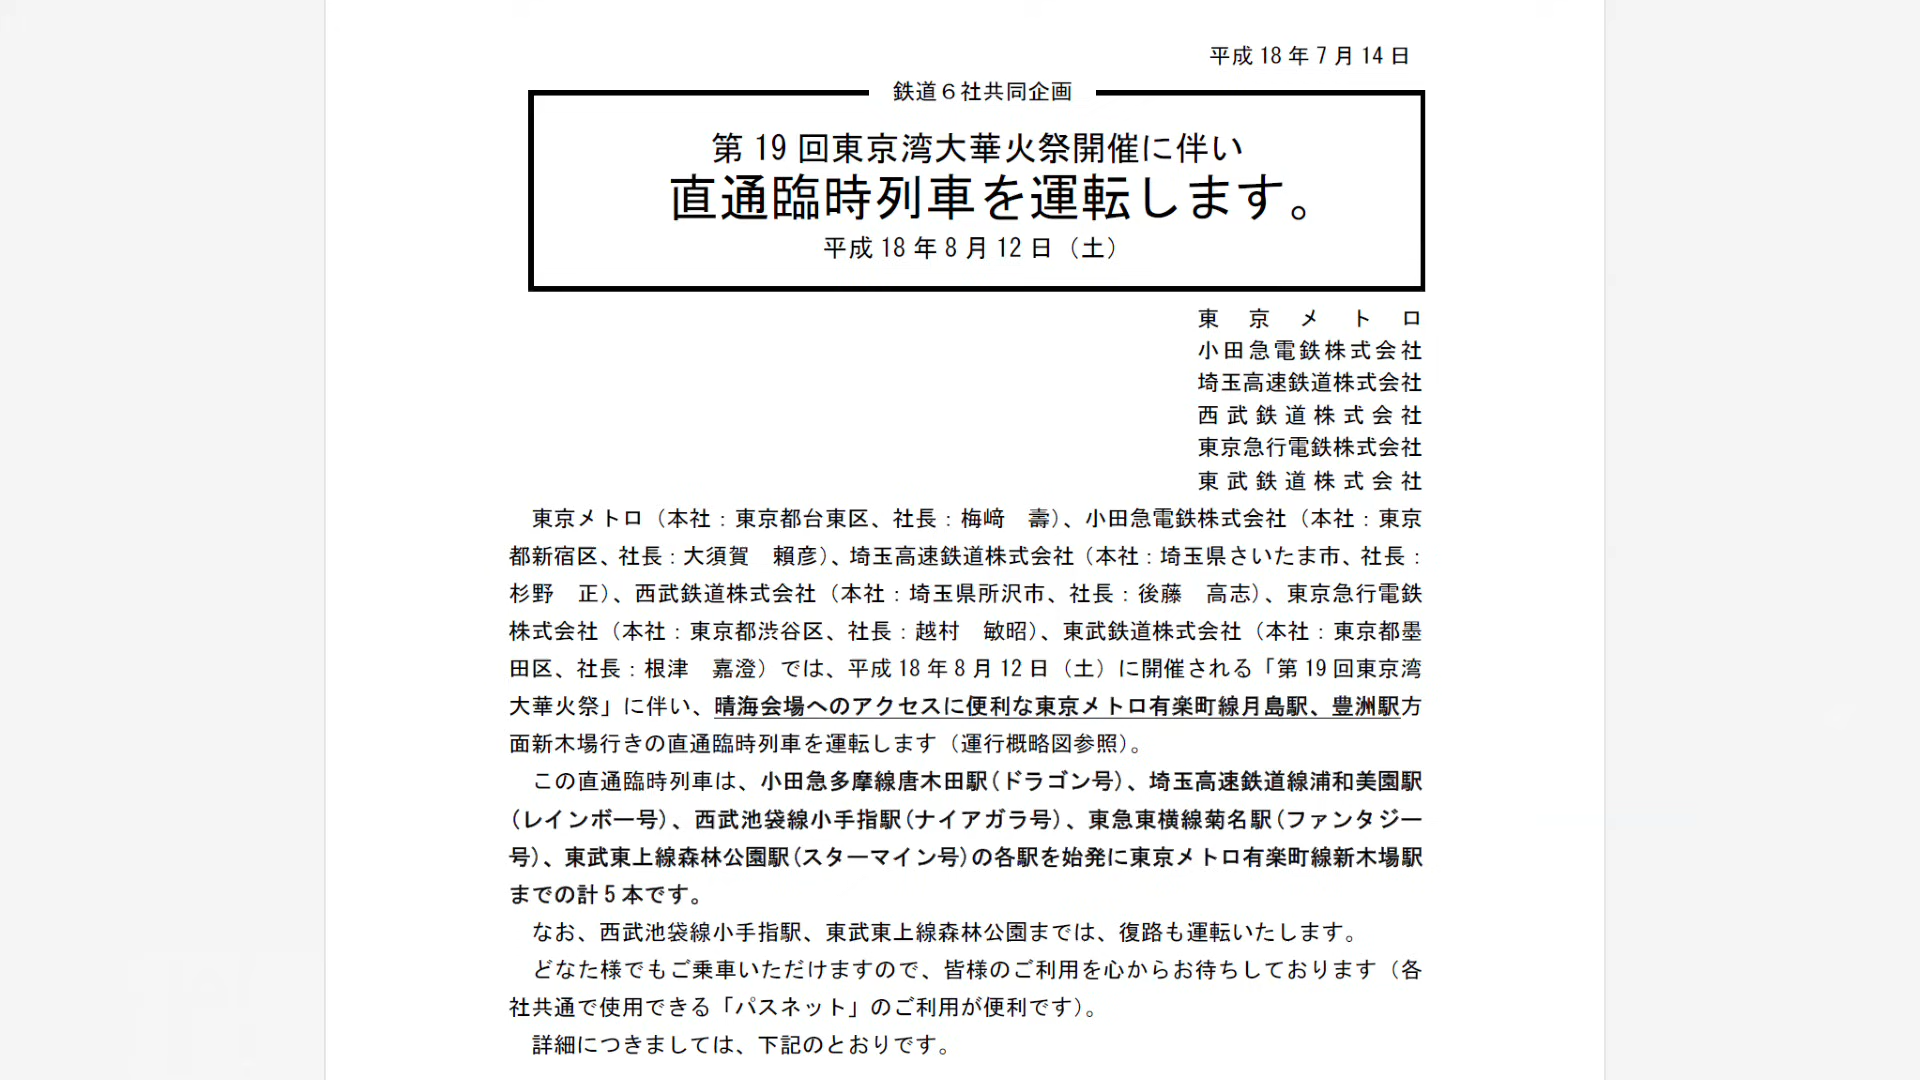 平成18年7月14日
鉄道６社共同企画
第19回東京湾大華火祭開催に伴い
直通臨時列車を運転します。
平成18年8月12日（土）
東京メトロ
小田急電鉄株式会社
埼玉高速鉄道株式会社
西武鉄道株式会社
東京急行電鉄株式会社
東武鉄道株式会社
東京メトロ（本社：東京都台東区、社長：梅﨑　壽）、小田急電鉄株式会社（本社：東京
都新宿区、社長：大須賀　賴彦）、埼玉高速鉄道株式会社（本社：埼玉県さいたま市、社長：
杉野　正）、西武鉄道株式会社（本社：埼玉県所沢市、社長：後藤　高志）、東京急行電鉄
株式会社（本社：東京都渋谷区、社長：越村　敏昭）、東武鉄道株式会社（本社：東京都墨
田区、社長：根津　嘉澄）では、平成18年8月12日（土）に開催される「第19回東京湾
大華火祭」に伴い、晴海会場へのアクセスに便利な東京メトロ有楽町線月島駅、豊洲駅方
面新木場行きの直通臨時列車を運転します（運行概略図参照）。
この直通臨時列車は、小田急多摩線唐木田駅（ドラゴン号）、埼玉高速鉄道線浦和美園駅
（レインボー号）、西武池袋線小手指駅（ナイアガラ号）、東急東横線菊名駅（ファンタジー
号）、東武東上線森林公園駅（スターマイン号）の各駅を始発に東京メトロ有楽町線新木場駅
までの計5本です。
なお、西武池袋線小手指駅、東武東上線森林公園までは、復路も運転いたします。
どなた様でもご乗車いただけますので、皆様のご利用を心からお待ちしております（各
社共通で使用できる「パスネット」のご利用が便利です）。
詳細につきましては、下記のとおりです。